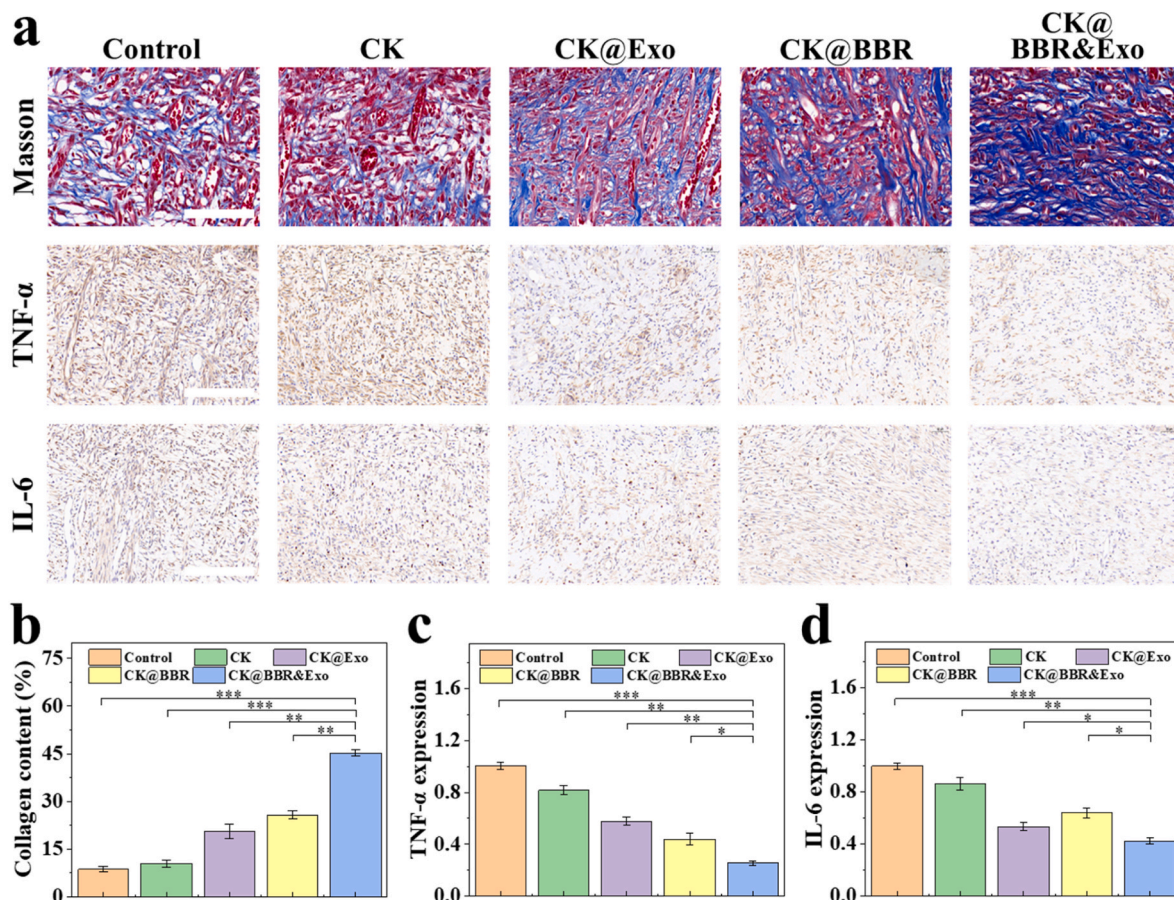 a
Control CK CK@Exo CK@BBR CK@
BBR&Exo
Masson
TNF-α
IL-6
b
Collagen content (%)
75
60
45
30
15
0
Control CK CK@Exo
CK@BBR CK@BBR&Exo
***
***
**
**
c
TNF-α expression
1.6
1.2
0.8
0.4
0.0
Control CK CK@Exo
CK@BBR CK@BBR&Exo
***
**
**
*
d
IL-6 expression
1.6
1.2
0.8
0.4
0.0
Control CK CK@Exo
CK@BBR CK@BBR&Exo
***
**
*
*